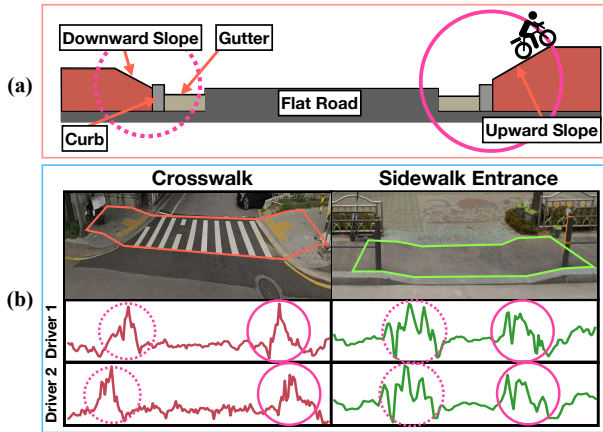 (a)
Downward Slope
Gutter
Curb
Flat Road
Upward Slope
(b)
Crosswalk
Sidewalk Entrance
Driver 1
Driver 2